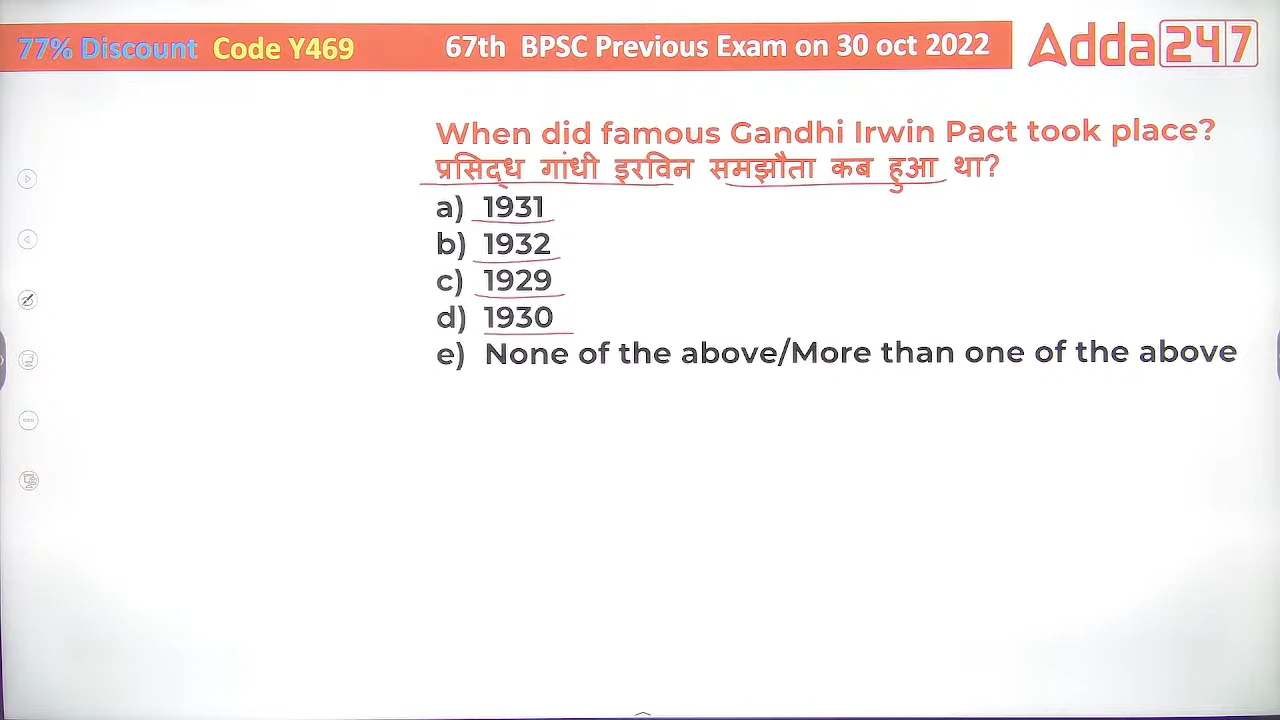 77% Discount Code Y469 67th BPSC Previous Exam on 30 oct 2022 Adda247
When did famous Gandhi Irwin Pact took place?
प्रसिद्ध गांधी इरविन समझौता कब हुआ था?
a) 1931
b) 1932
c) 1929
d) 1930
e) None of the above/More than one of the above